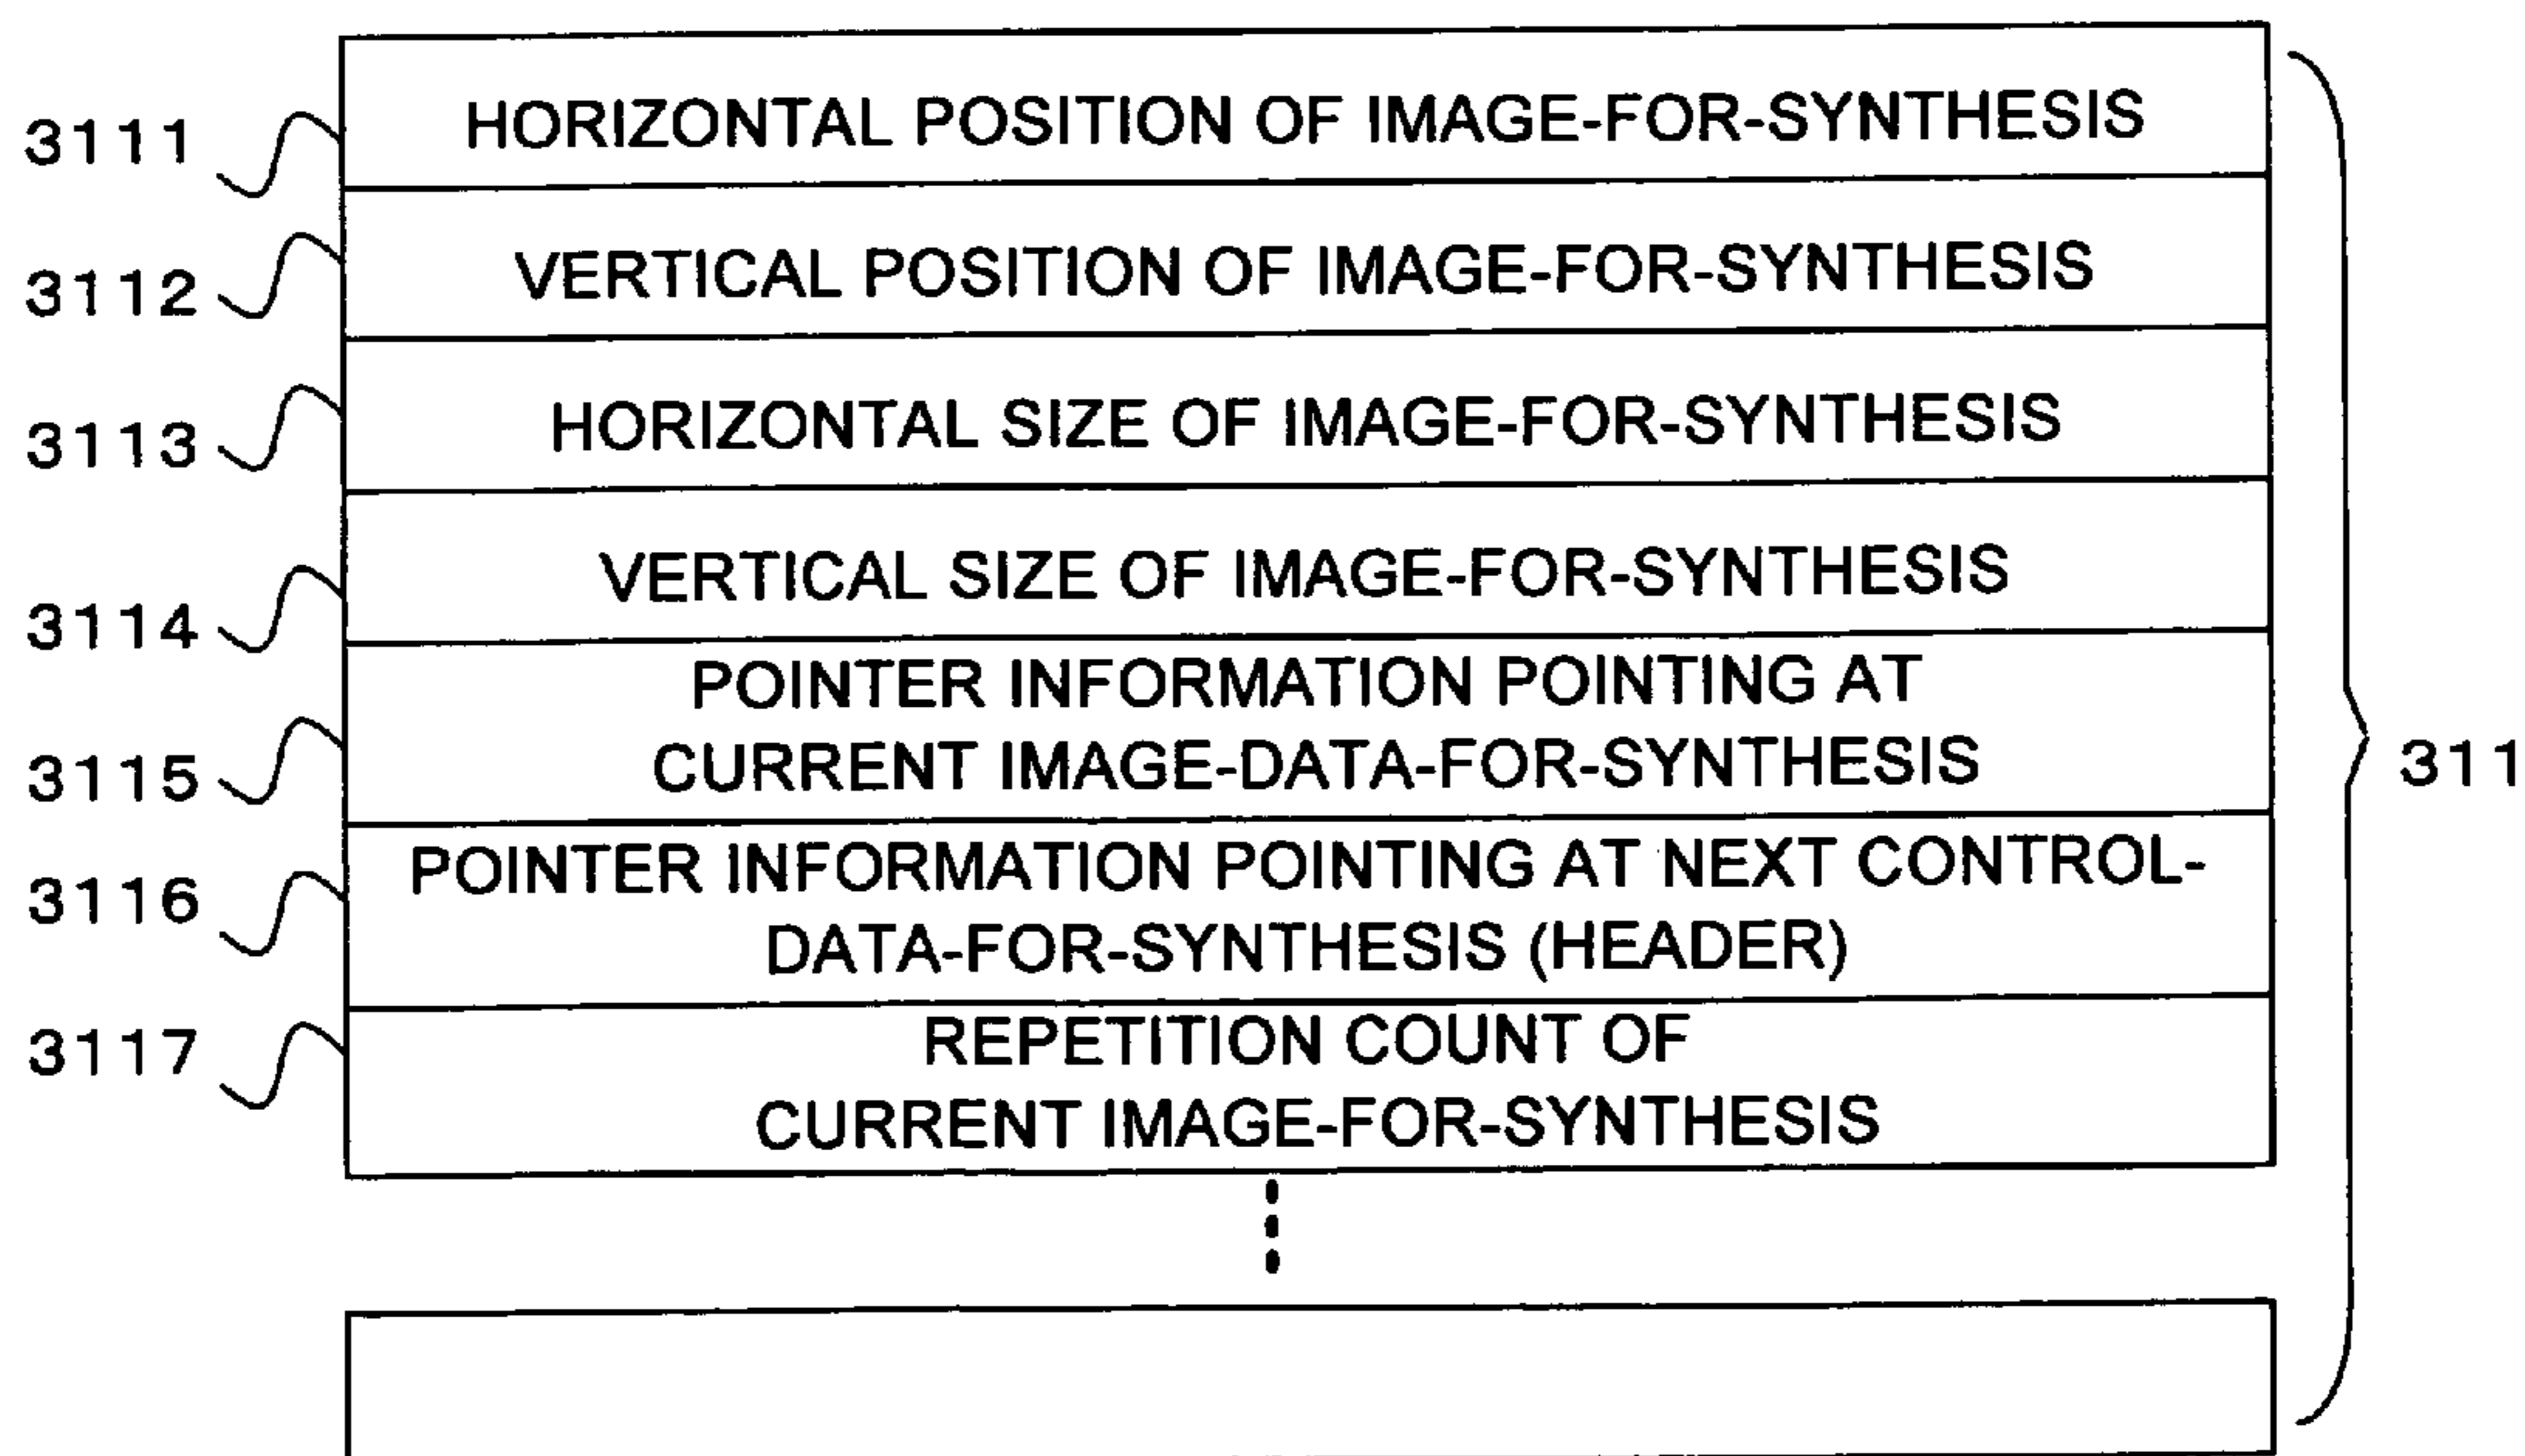 3111 HORIZONTAL POSITION OF IMAGE-FOR-SYNTHESIS
3112 VERTICAL POSITION OF IMAGE-FOR-SYNTHESIS
3113 HORIZONTAL SIZE OF IMAGE-FOR-SYNTHESIS
3114 VERTICAL SIZE OF IMAGE-FOR-SYNTHESIS
POINTER INFORMATION POINTING AT
3115 CURRENT IMAGE-DATA-FOR-SYNTHESIS
311
POINTER INFORMATION POINTING AT NEXT CONTROL-
3116 DATA-FOR-SYNTHESIS (HEADER)
REPETITION COUNT OF
3117 CURRENT IMAGE-FOR-SYNTHESIS